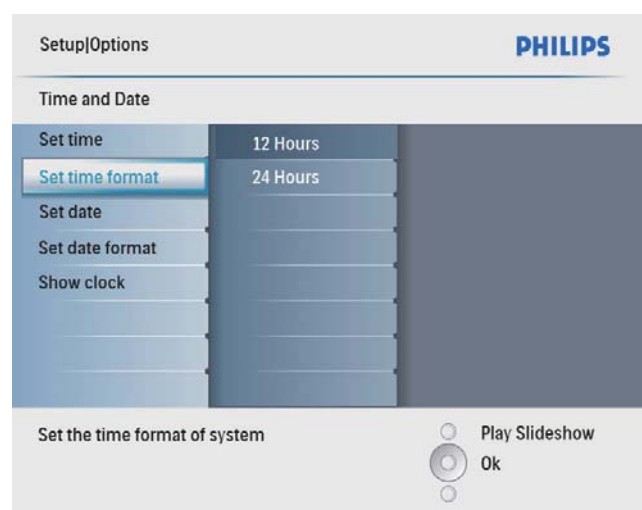 Setup|Options
PHILIPS
Time and Date
Set time
12 Hours
Set time format
24 Hours
Set date
Set date format
Show clock
Set the time format of system
Play Slideshow
Ok